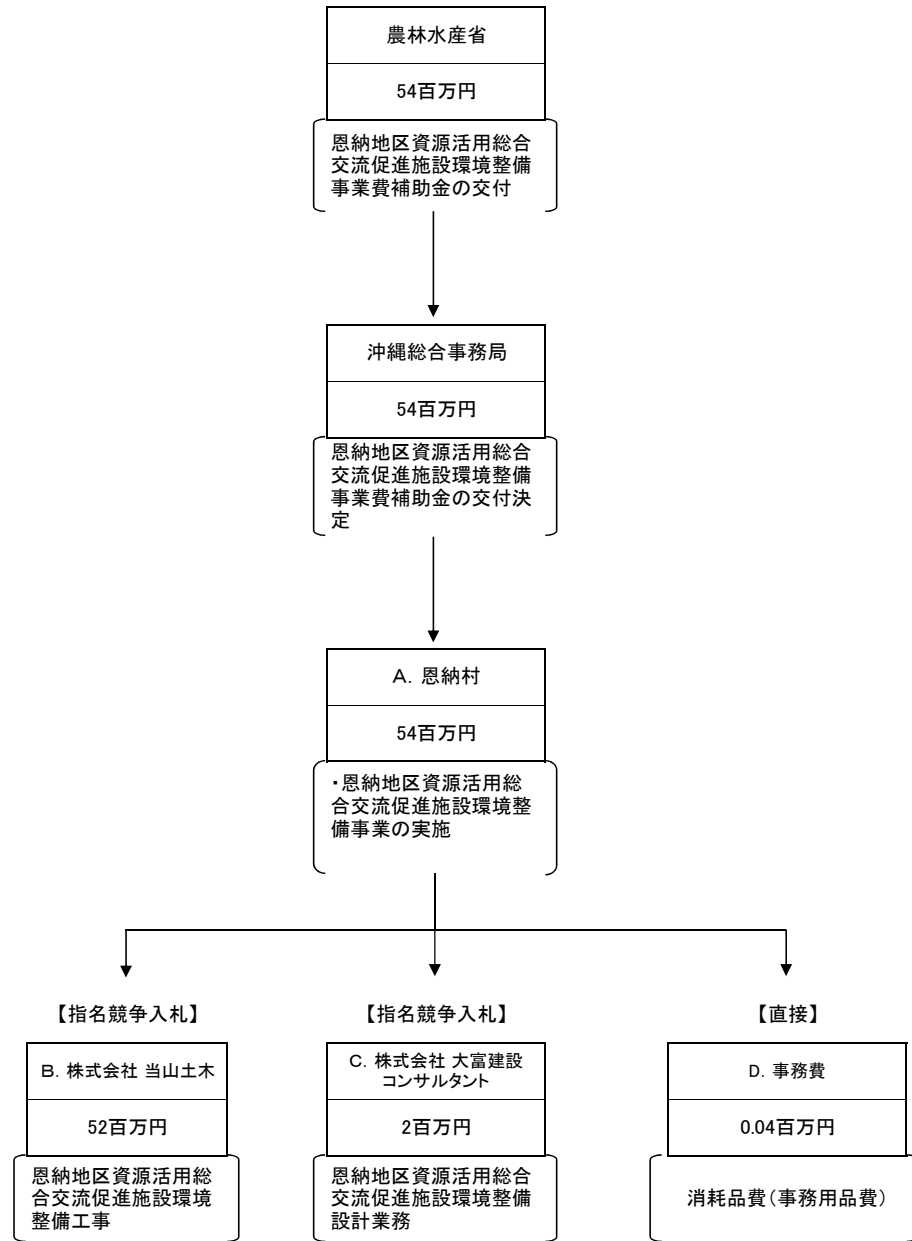 農林水産省
54百万円
恩納地区資源活用総合
交流促進施設環境整備
事業費補助金の交付
沖縄総合事務局
54百万円
恩納地区資源活用総合
交流促進施設環境整備
事業費補助金の交付決
定
A. 恩納村
54百万円
・恩納地区資源活用総
合交流促進施設環境整
備事業の実施
【指名競争入札】
B. 株式会社 当山土木
52百万円
恩納地区資源活用総
合交流促進施設環境
整備工事
【指名競争入札】
C. 株式会社 大富建設
コンサルタント
2百万円
恩納地区資源活用総合
交流促進施設環境整備
設計業務
【直接】
D. 事務費
0.04百万円
消耗品費(事務用品費)